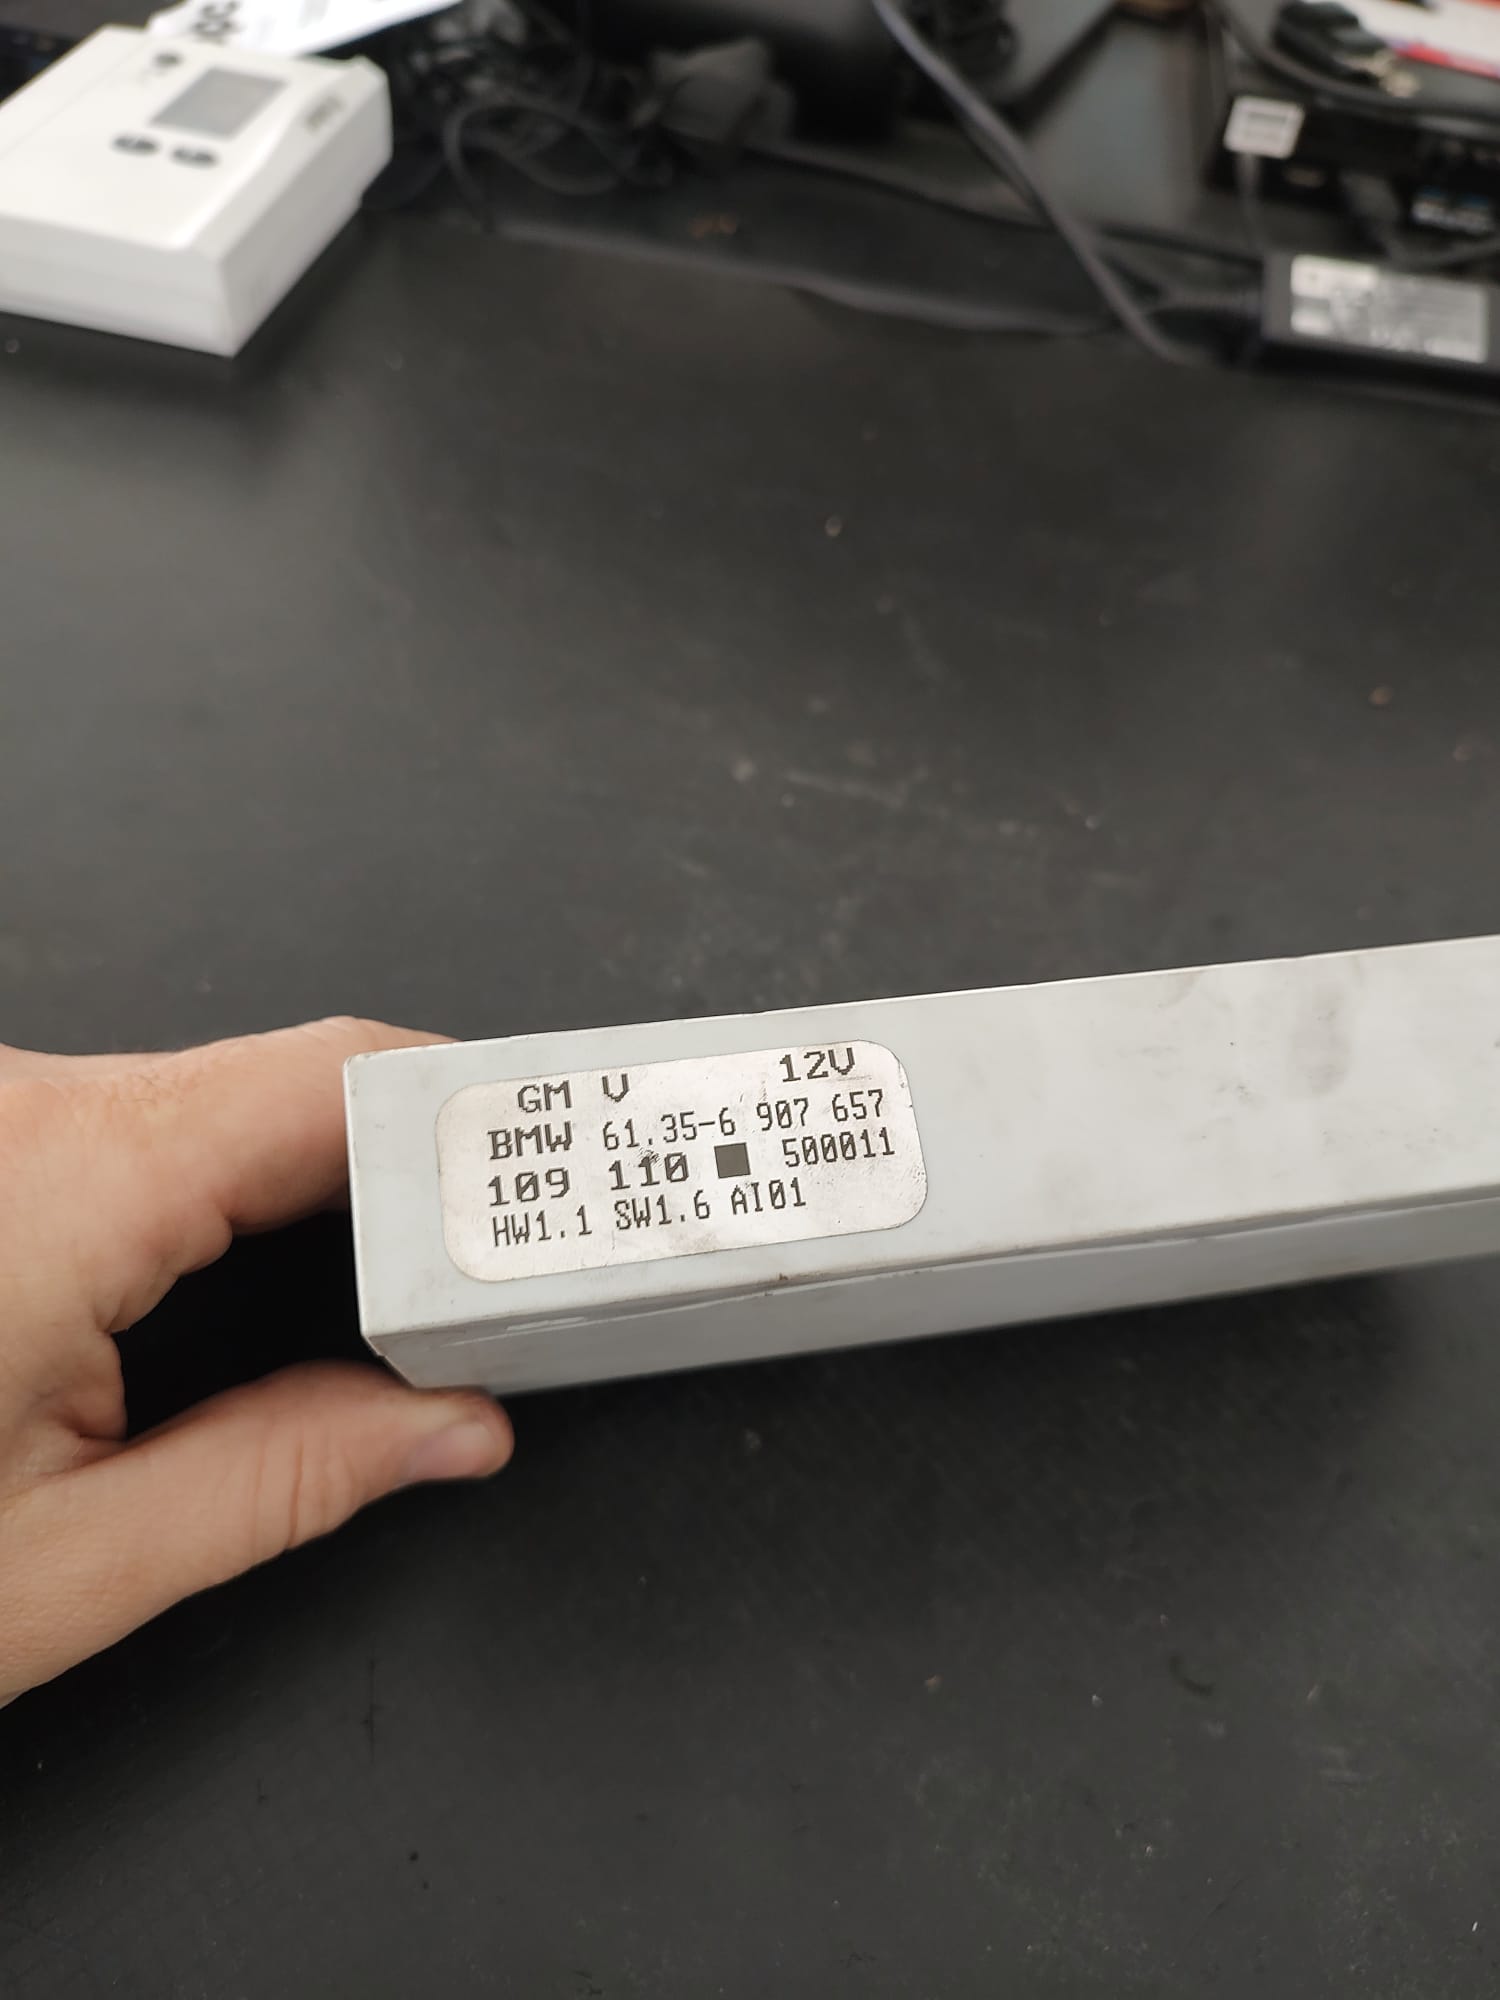 GM V 12V
BMW 61.35-6 907 657
109 110 ■ 500011
HW1.1 SW1.6 AI01